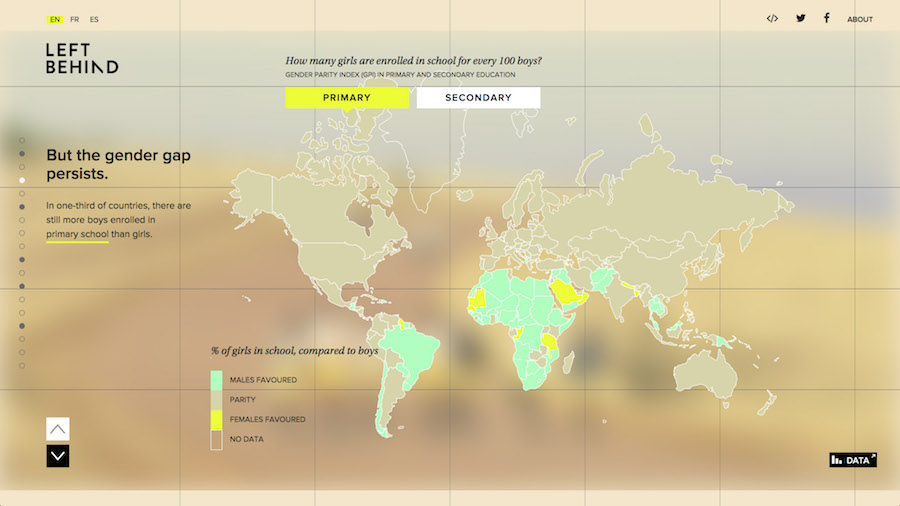 EN FR ES
</> ABOUT
LEFT
BEHIND
How many girls are enrolled in school for every 100 boys?
GENDER PARITY INDEX (GPI) IN PRIMARY AND SECONDARY EDUCATION
PRIMARY SECONDARY
But the gender gap
persists.
In one-third of countries, there are
still more boys enrolled in
primary school than girls.
% of girls in school, compared to boys
MALES FAVOURED
PARITY
FEMALES FAVOURED
NO DATA
DATA